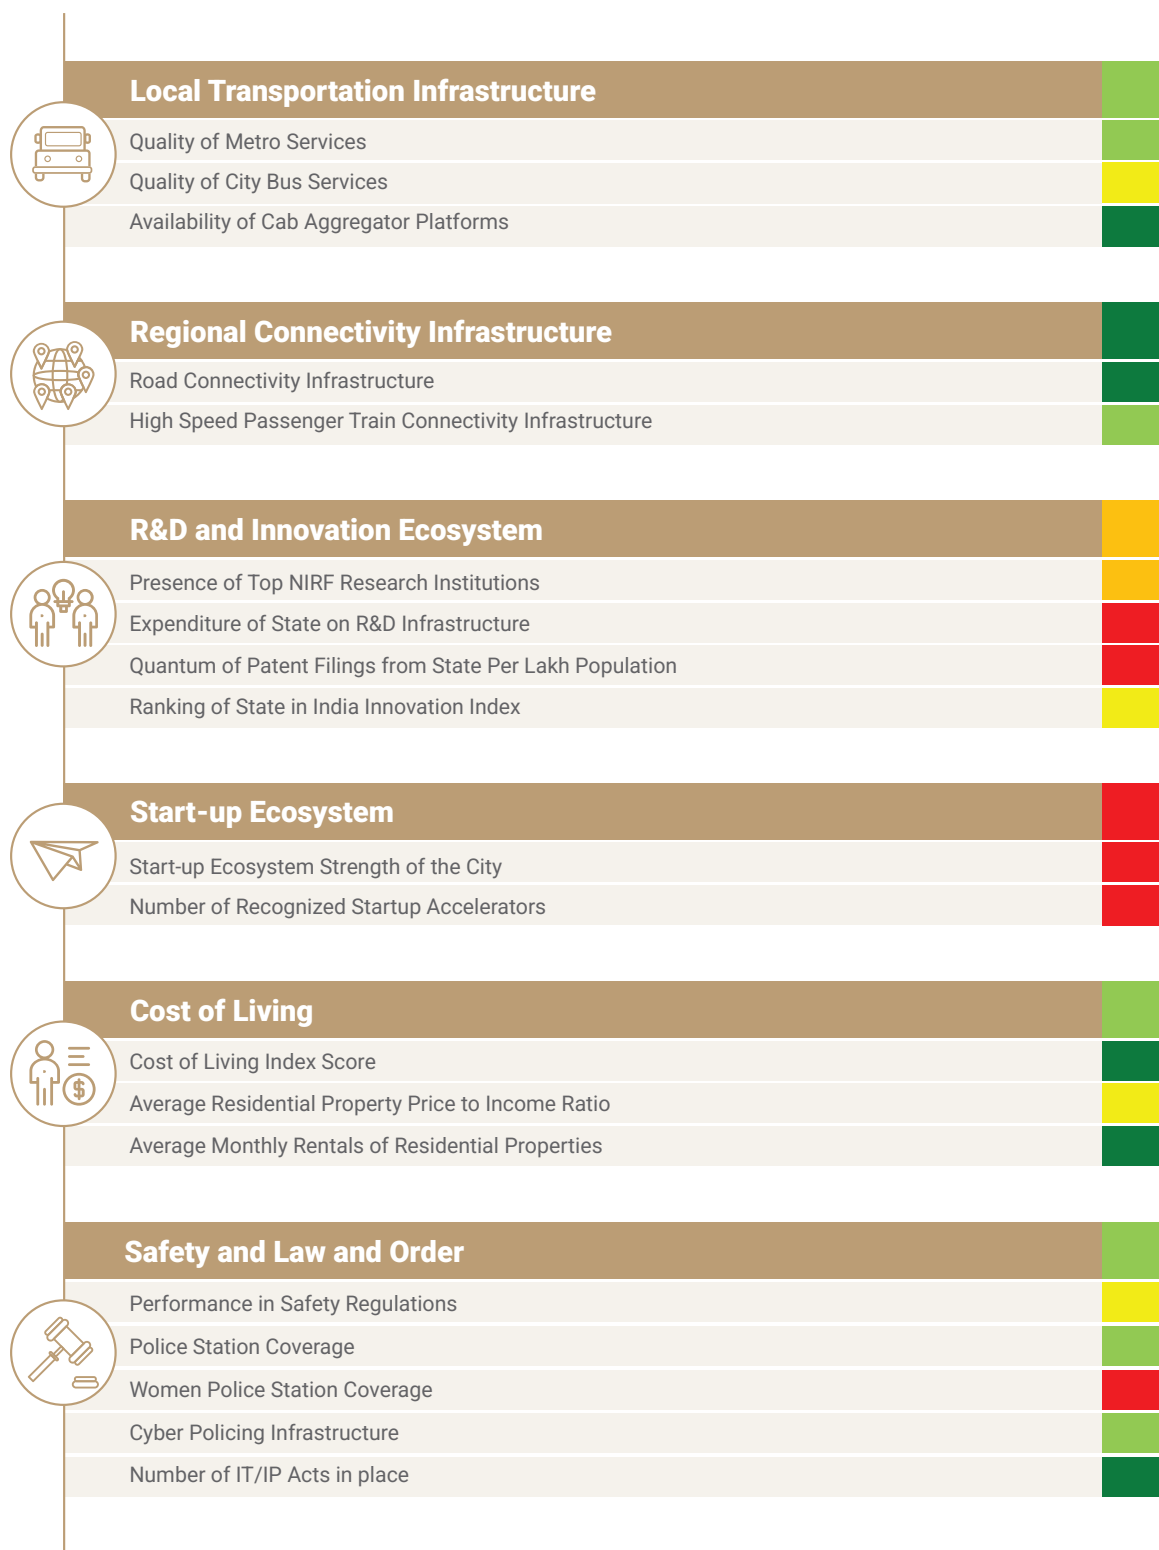 Local Transportation Infrastructure
Quality of Metro Services
Quality of City Bus Services
Availability of Cab Aggregator Platforms
Regional Connectivity Infrastructure
Road Connectivity Infrastructure
High Speed Passenger Train Connectivity Infrastructure
R&D and Innovation Ecosystem
Presence of Top NIRF Research Institutions
Expenditure of State on R&D Infrastructure
Quantum of Patent Filings from State Per Lakh Population
Ranking of State in India Innovation Index
Start-up Ecosystem
Start-up Ecosystem Strength of the City
Number of Recognized Startup Accelerators
Cost of Living
Cost of Living Index Score
Average Residential Property Price to Income Ratio
Average Monthly Rentals of Residential Properties
$
Safety and Law and Order
Performance in Safety Regulations
Police Station Coverage
Women Police Station Coverage
Cyber Policing Infrastructure
Number of IT/IP Acts in place